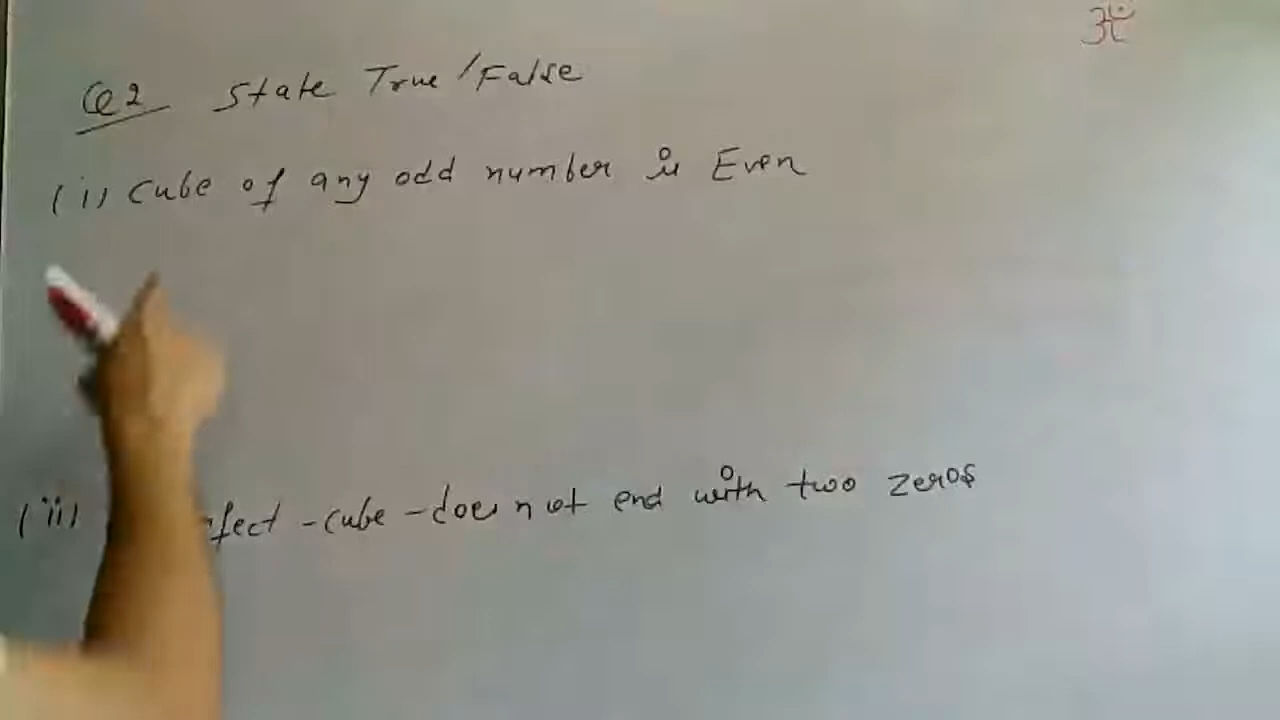 ॐ
Q2 State True/False
(i) cube of any odd number is Even
(ii) fect cube does not end with two zeros